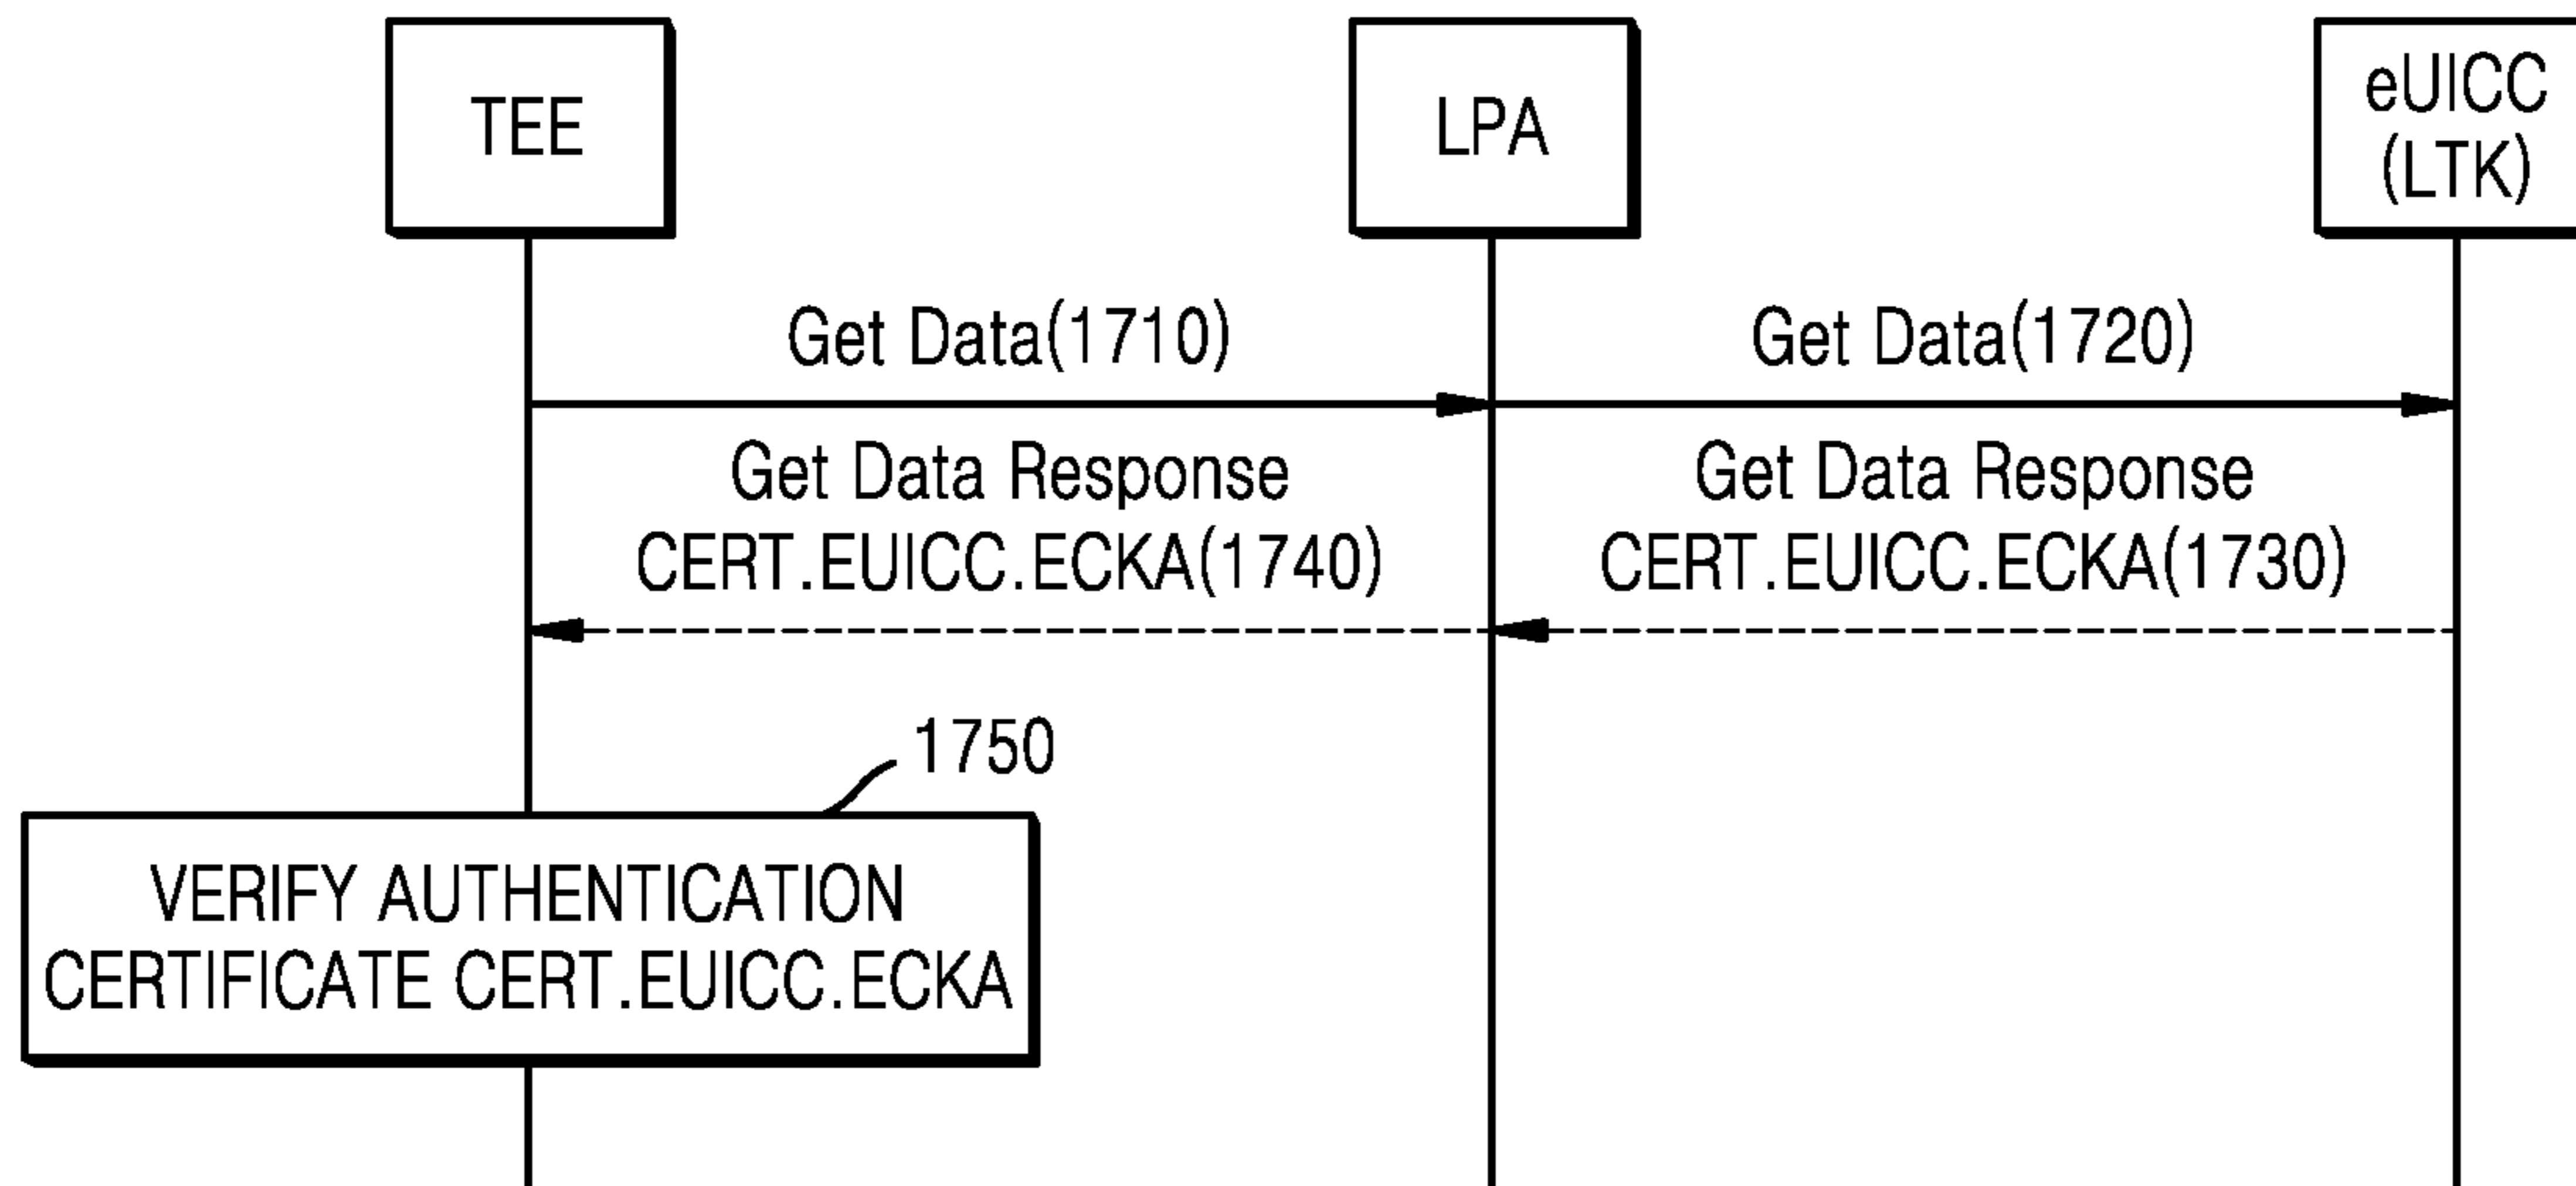 TEE
LPA
eUICC
(LTK)
Get Data(1710)
Get Data(1720)
Get Data Response
CERT.EUICC.ECKA(1740)
Get Data Response
CERT.EUICC.ECKA(1730)
1750
VERIFY AUTHENTICATION
CERTIFICATE CERT.EUICC.ECKA